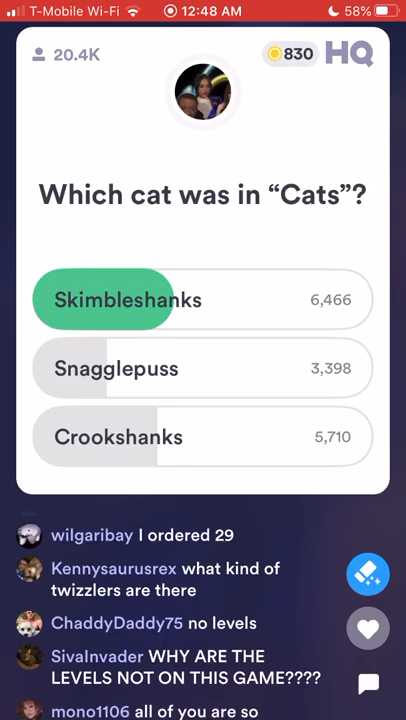 T-Mobile Wi-Fi 12:48 AM 58%
20.4K 830 HQ
Which cat was in “Cats”?
Skimbleshanks 6,466
Snagglepuss 3,398
Crookshanks 5,710
wilgaribay I ordered 29
Kennysaurusrex what kind of
twizzlers are there
ChaddyDaddy75 no levels
SivaInvader WHY ARE THE
LEVELS NOT ON THIS GAME????
mono1106 all of you are so